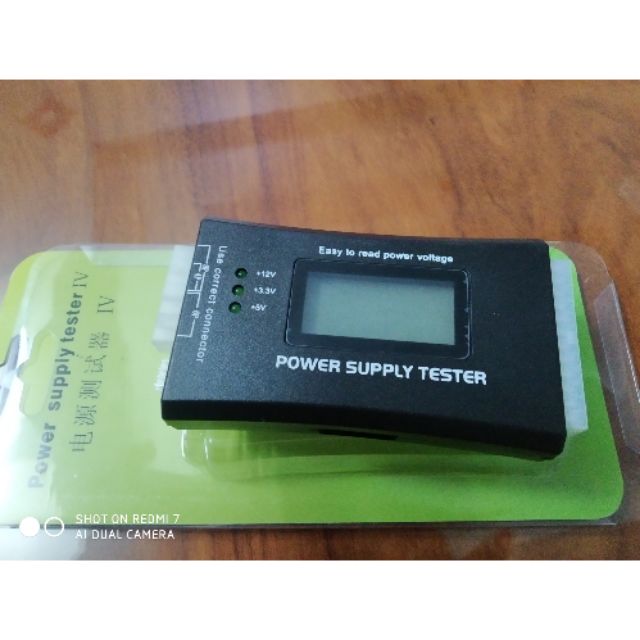 Easy to read power voltage
+12V
+3.3V
+5V
Use correct connector
POWER SUPPLY TESTER
Power supply tester IV
电源测试器 IV
SHOT ON REDMI 7
AI DUAL CAMERA